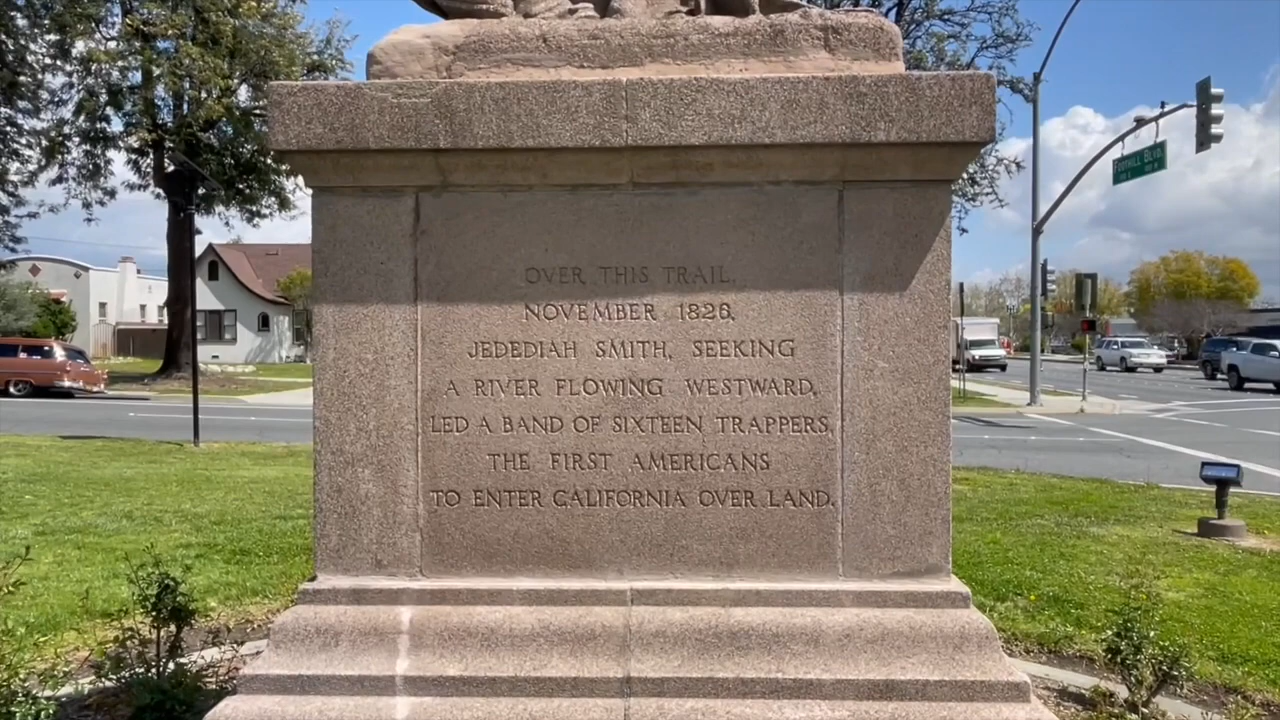 OVER THIS TRAIL,
NOVEMBER 1826,
JEDEDIAH SMITH, SEEKING
A RIVER FLOWING WESTWARD,
LED A BAND OF SIXTEEN TRAPPERS,
THE FIRST AMERICANS
TO ENTER CALIFORNIA OVER LAND.
FOOTHILL BLVD.